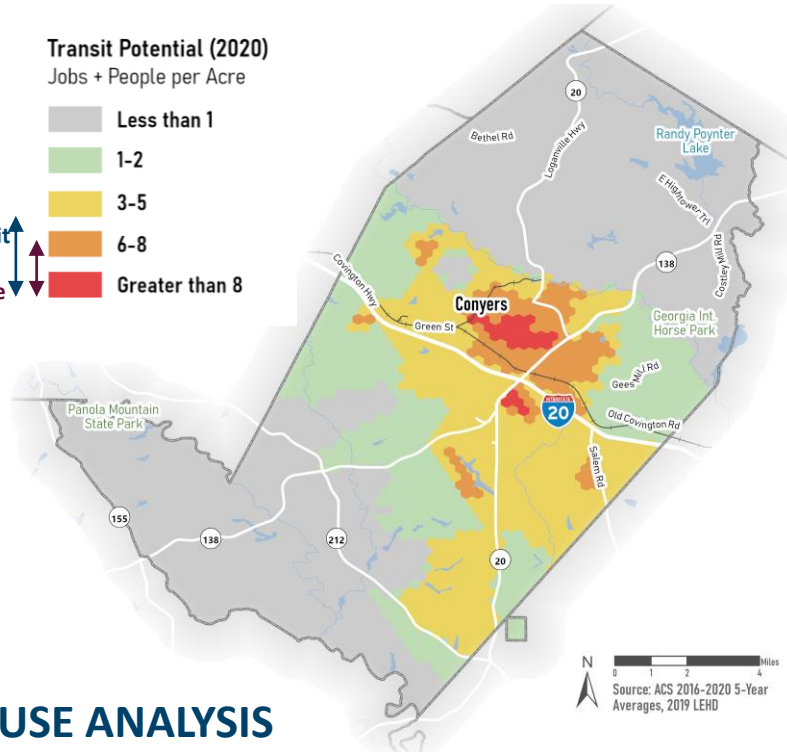 Transit Potential (2020)
Jobs + People per Acre
Less than 1
1-2
3-5
6-8
Greater than 8
it
e
20
Bethel Rd
Loganville Hwy
Randy Poynter
Lake
E Hightower Trl
Costley Mill Rd
138
Covington Hwy
Conyers
Green St
Georgia Int.
Horse Park
Gees Mill Rd
INTERSTATE
20
Old Covington Rd
Panola Mountain
State Park
Salem Rd
155
138
212
20
N
0 1 2 4
Miles
Source: ACS 2016-2020 5-Year
Averages, 2019 LEHD
USE ANALYSIS